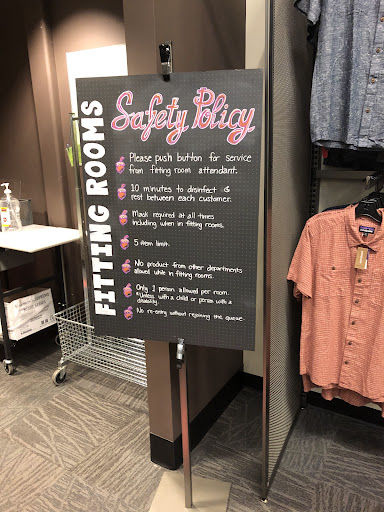 FITTING ROOMS
Safety Policy
Please push button for service
from fitting room attendant.
10 minutes to disinfect &
rest between each customer.
Mask required at all times
including when in fitting rooms.
5 item limit.
No product from other departments
allowed while in fitting rooms.
Only 1 person allowed per room.
Unless with a child or person with a
disability.
No re-entry without rejoining the queue.